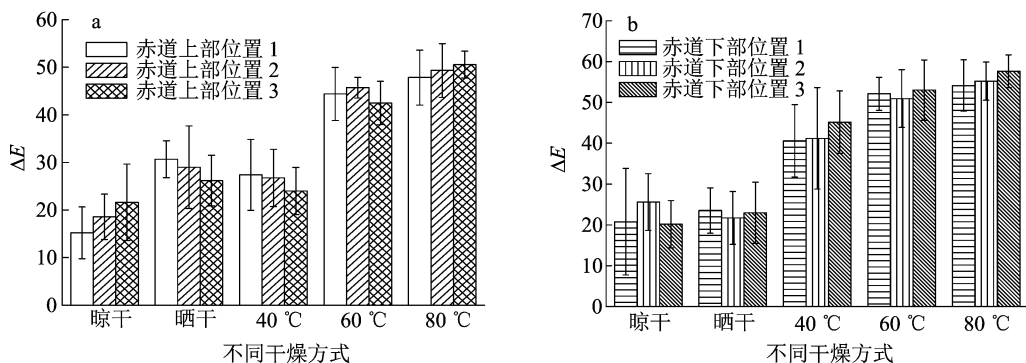 a
赤道上部位置 1
赤道上部位置 2
赤道上部位置 3
60
50
40
30
20
10
0
ΔE
晾干
晒干
40 ℃
60 ℃
80 ℃
不同干燥方式
b
赤道下部位置 1
赤道下部位置 2
赤道下部位置 3
70
60
50
40
30
20
10
0
ΔE
晾干
晒干
40 ℃
60 ℃
80 ℃
不同干燥方式